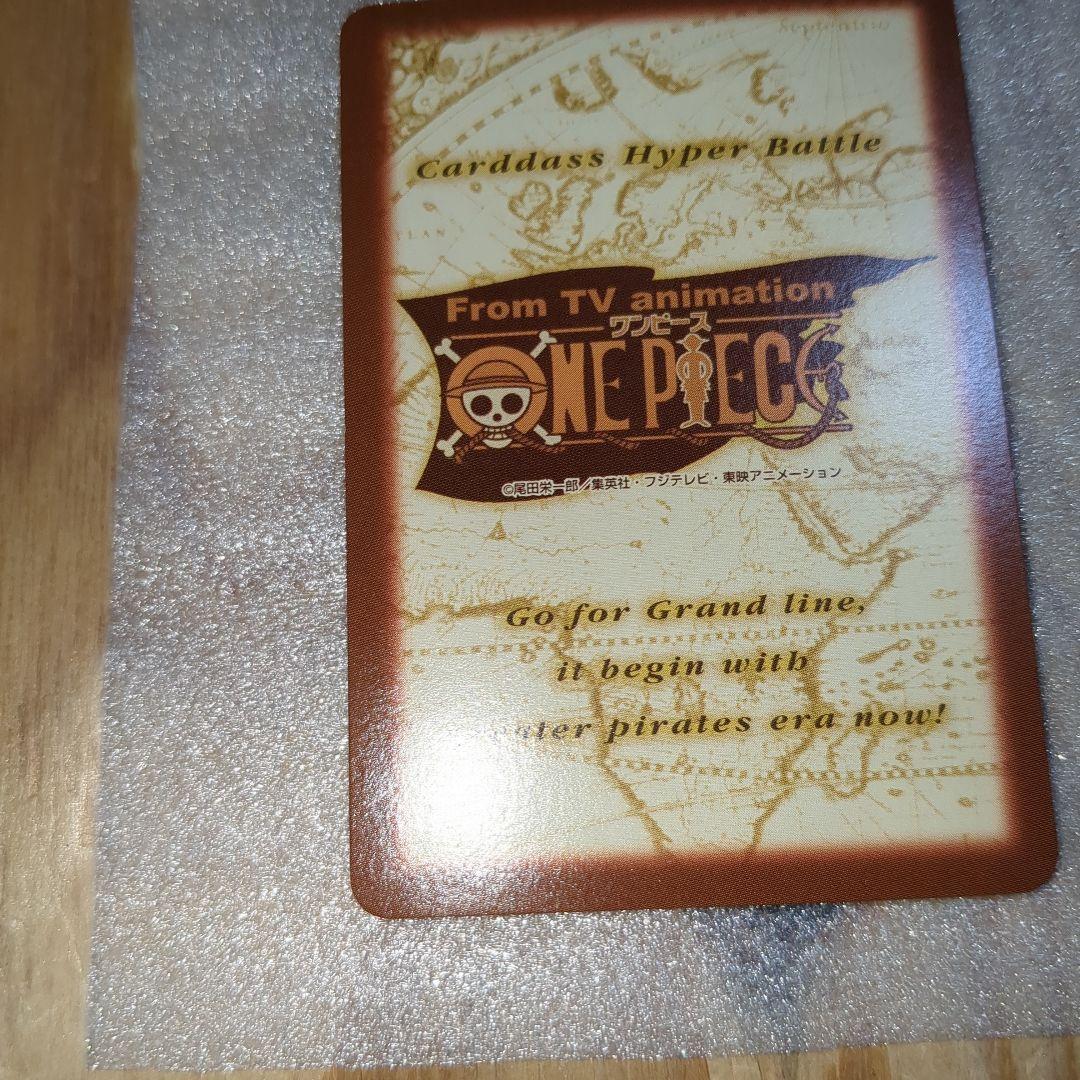 Carddass Hyper Battle
From TV animation
ワンピース
ONE PIECE
©尾田栄一郎／集英社・フジテレビ・東映アニメーション
Go for Grand line,
it begin with
pirates era now!